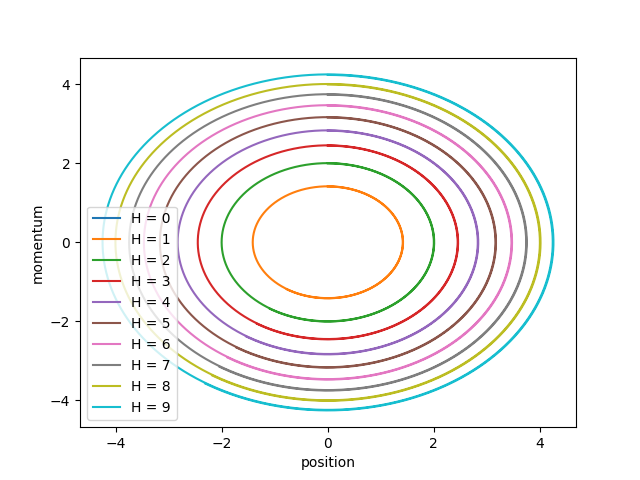 4
2
0
−2
−4
momentum
H = 0
H = 1
H = 2
H = 3
H = 4
H = 5
H = 6
H = 7
H = 8
H = 9
−4 −2 0 2 4
position